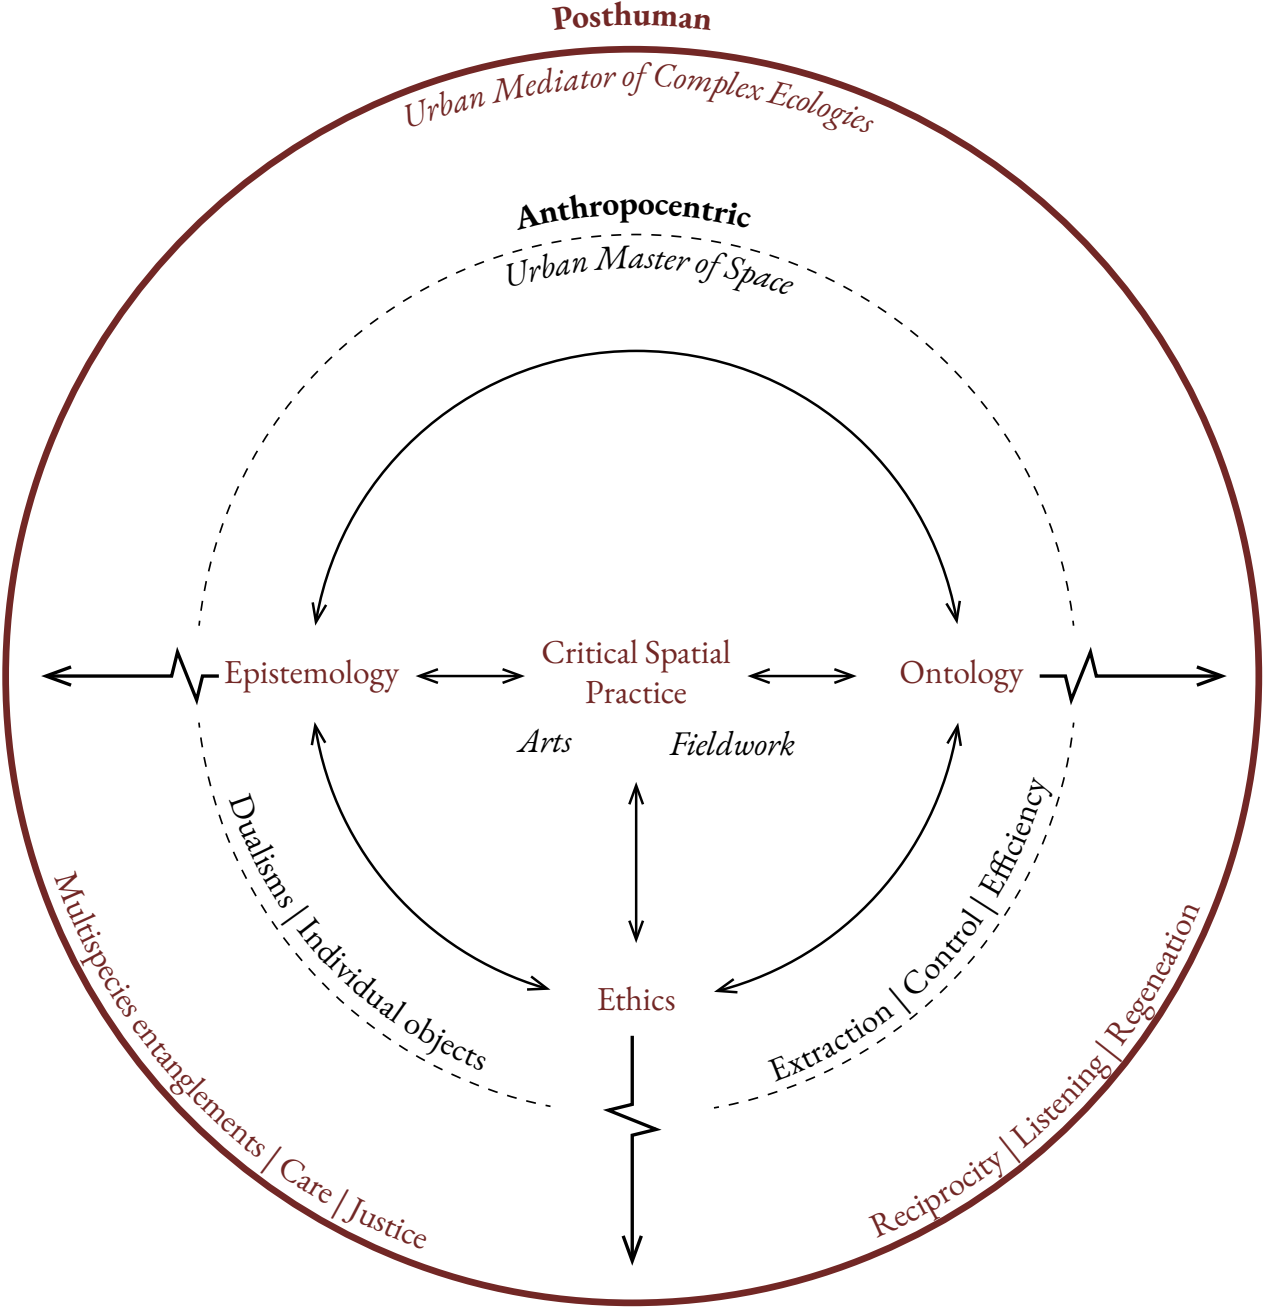 Posthuman
Urban Mediator of Complex Ecologies
Anthropocentric
Urban Master of Space
Epistemology
Critical Spatial
Practice
Ontology
Arts
Fieldwork
Dualisms | Individual objects
Extraction | Control | Efficiency
Ethics
Multispecies entanglements | Care | Justice
Reciprocity | Listening | Regeneation